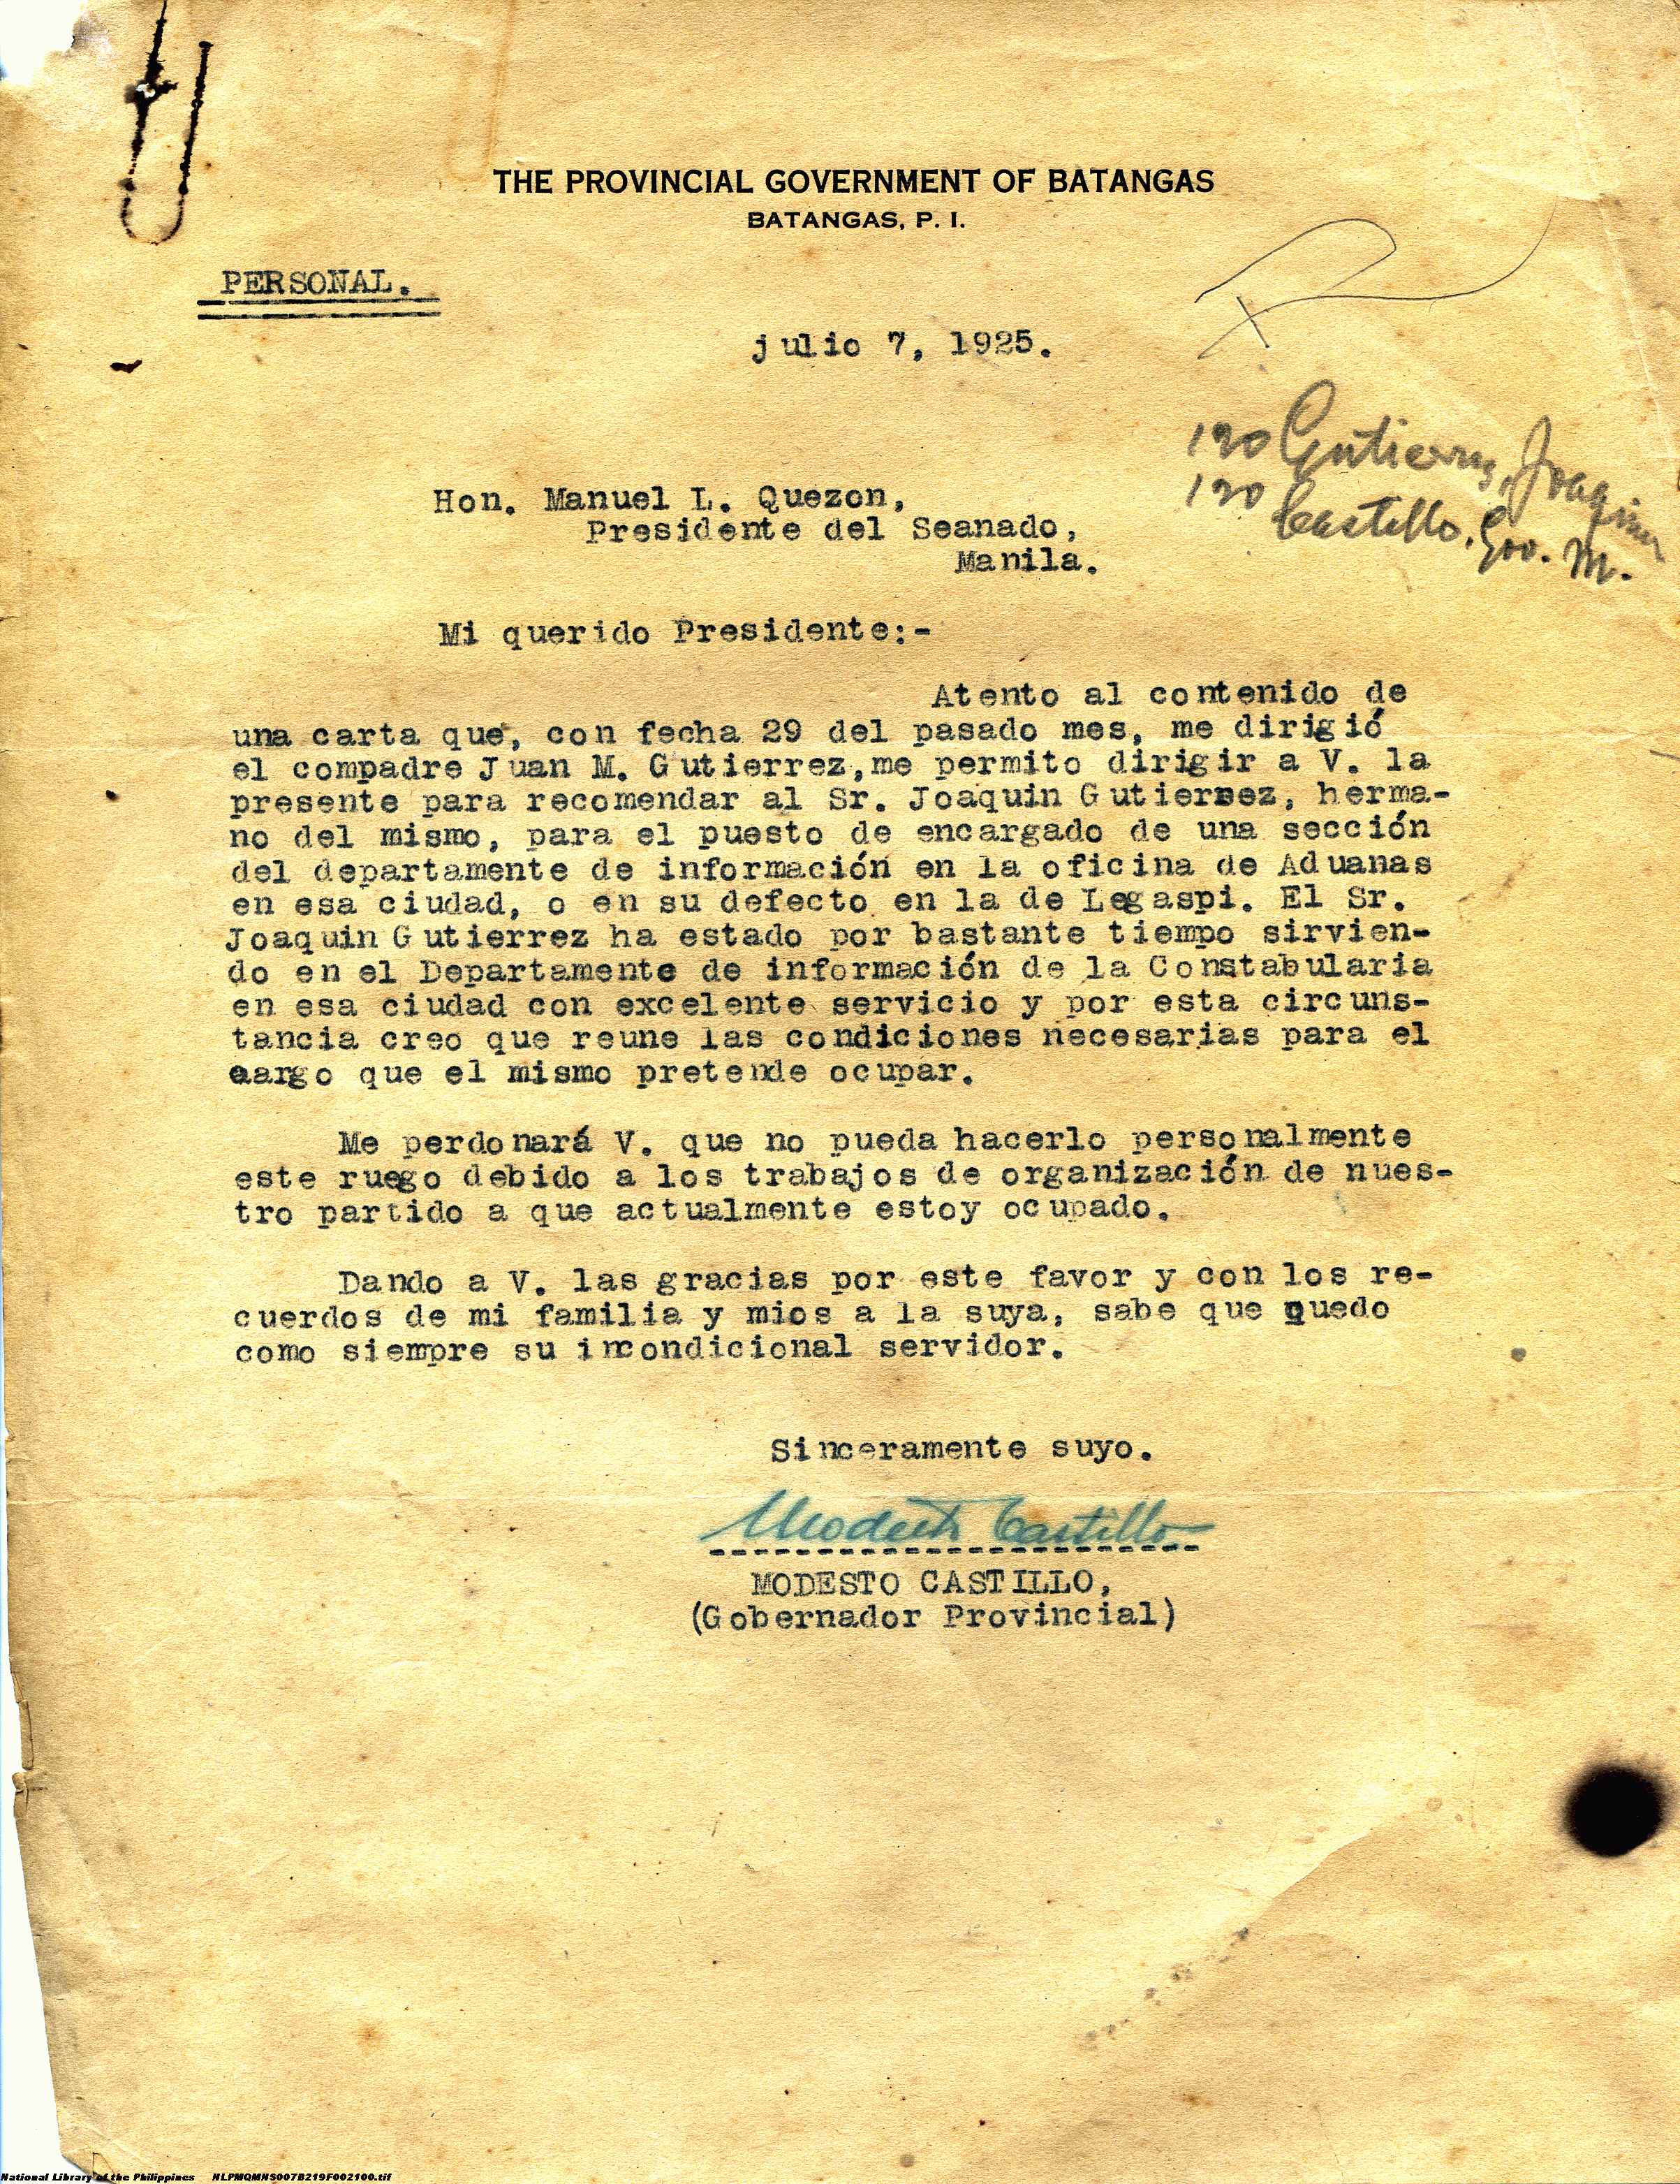 THE PROVINCIAL GOVERNMENT OF BATANGAS
BATANGAS, P. I.
PERSONAL.
julio 7, 1925.
120 Gutierrez, Joaquin
120 Castillo, Gov. M.
Hon. Manuel L. Quezon,
Presidente del Seanado,
Manila.
Mi querido Presidente:-
Atento al contenido de
una carta que, con fecha 29 del pasado mes, me dirigió
el compadre Juan M. Gutierrez,me permito dirigir a V. la
presente para recomendar al Sr. Joaquin Gutierrez, herma-
no del mismo, para el puesto de encargado de una sección
del departamente de información en la oficina de Aduanas
en esa ciudad, o en su defecto en la de Legaspi. El Sr.
Joaquin Gutierrez ha estado por bastante tiempo sirvien-
do en el Departamento de información de la Constabularia
en esa ciudad con excelente servicio y por esta circuns-
tancia creo que reune las condiciones necesarias para el
cargo que el mismo pretende ocupar.
Me perdonará V. que no pueda hacerlo personalmente
este ruego debido a los trabajos de organización de nues-
tro partido a que actualmente estoy ocupado.
Dando a V. las gracias por este favor y con los re-
cuerdos de mi familia y mios a la suya, sabe que quedo
como siempre su incondicional servidor.
Sinceramente suyo.
Modesto Castillo
MODESTO CASTILLO,
(Gobernador Provincial)
National Library of the Philippines NLPMQMNS007B219F002100.tif